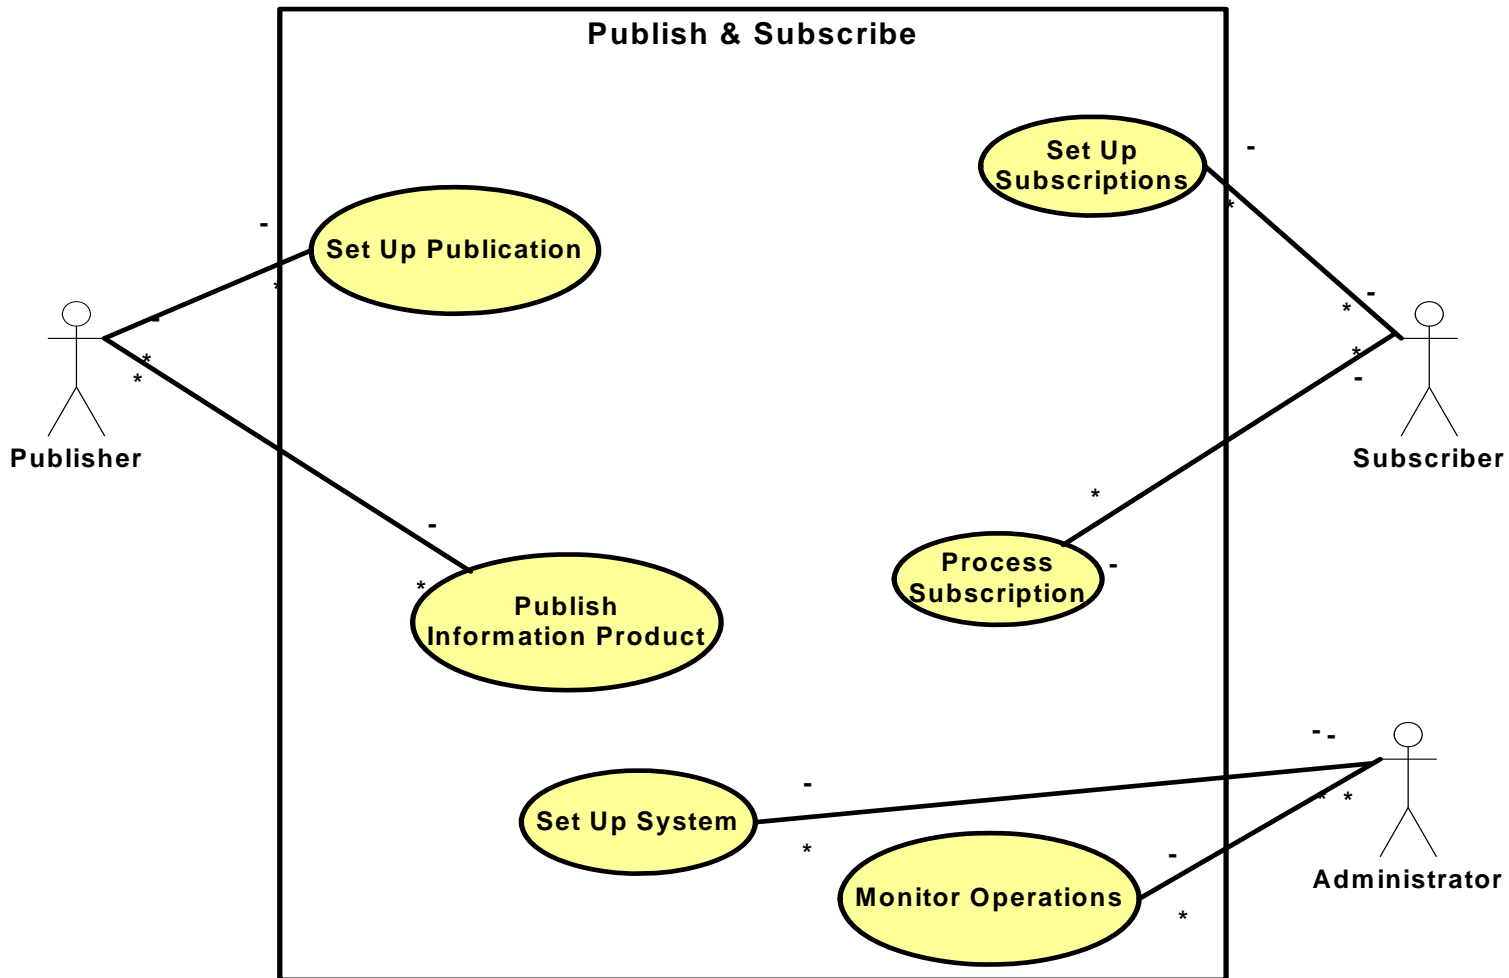 Publish & Subscribe
Set Up
Subscriptions
-
*
Set Up Publication
-
*
-
*
*
Publisher
-
*
*
-
*
-
Subscriber
-
*
Publish
Information Product
*
Process
Subscription
-
- -
* *
Set Up System
-
*
Monitor Operations
-
*
Administrator